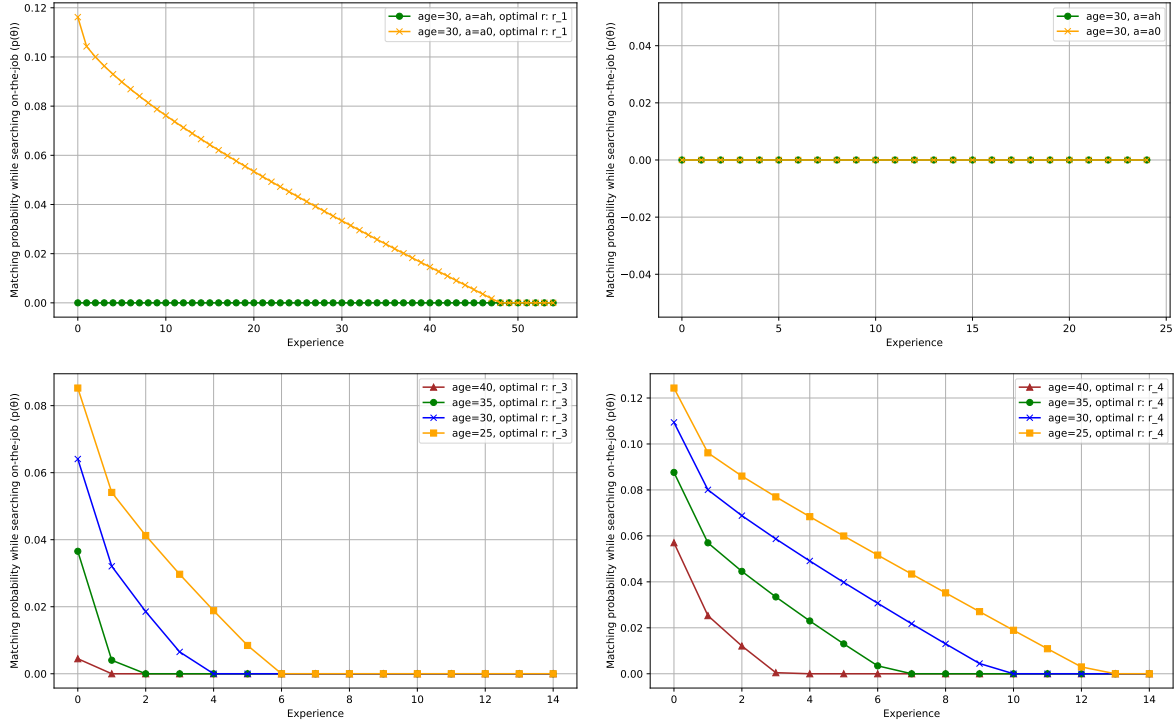 Matching probability while searching on-the-job (p(θ))
0.12
0.10
0.08
0.06
0.04
0.02
0.00
age=30, a=ah, optimal r: r_1
age=30, a=a0, optimal r: r_1
0 10 20 30 40 50
Experience
Matching probability while searching on-the-job (p(θ))
0.04
0.02
0.00
−0.02
−0.04
age=30, a=ah
age=30, a=a0
0 5 10 15 20 25
Experience
Matching probability while searching on-the-job (p(θ))
0.08
0.06
0.04
0.02
0.00
age=40, optimal r: r_3
age=35, optimal r: r_3
age=30, optimal r: r_3
age=25, optimal r: r_3
0 2 4 6 8 10 12 14
Experience
Matching probability while searching on-the-job (p(θ))
0.12
0.10
0.08
0.06
0.04
0.02
0.00
age=40, optimal r: r_4
age=35, optimal r: r_4
age=30, optimal r: r_4
age=25, optimal r: r_4
0 2 4 6 8 10 12 14
Experience